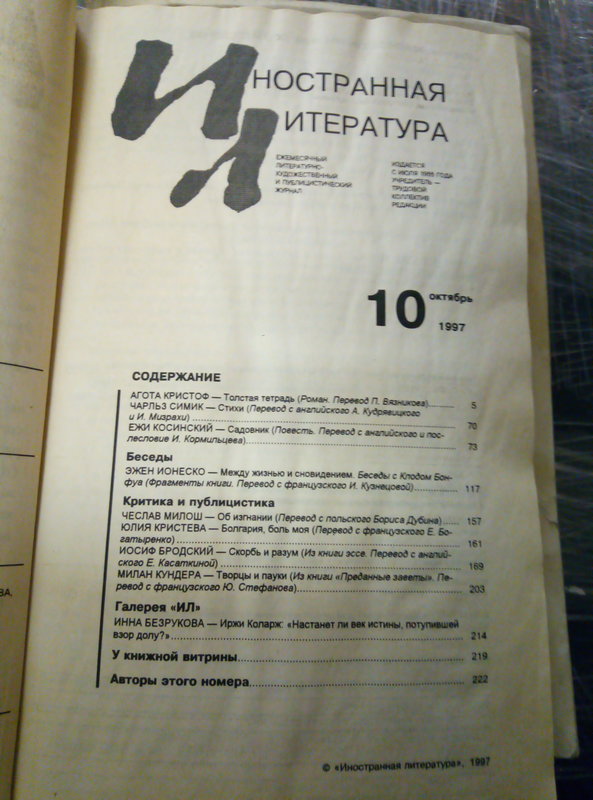 ИНОСТРАННАЯ
ЛИТЕРАТУРА
ЕЖЕМЕСЯЧНЫЙ
ЛИТЕРАТУРНО-
ХУДОЖЕСТВЕННЫЙ
И ПУБЛИЦИСТИЧЕСКИЙ
ЖУРНАЛ
ИЗДАЕТСЯ
С ИЮЛЯ 1955 ГОДА
УЧРЕДИТЕЛЬ —
ТРУДОВОЙ
КОЛЛЕКТИВ
РЕДАКЦИИ
10 октябрь
1997
СОДЕРЖАНИЕ
АГОТА КРИСТОФ — Толстая тетрадь (Роман. Перевод П. Вязникова)........ 5
ЧАРЛЬЗ СИМИК — Стихи (Перевод с английского А. Кудрявицкого
и И. Мизрахи)........ 70
ЕЖИ КОСИНСКИЙ — Садовник (Повесть. Перевод с английского и пос-
лесловие И. Кормильцева)........ 73
Беседы
ЭЖЕН ИОНЕСКО — Между жизнью и сновидением. Беседы с Клодом Бон-
фуа (Фрагменты книги. Перевод с французского И. Кузнецовой)........ 117
Критика и публицистика
ЧЕСЛАВ МИЛОШ — Об изгнании (Перевод с польского Бориса Дубина)..... 157
ЮЛИЯ КРИСТЕВА — Болгария, боль моя (Перевод с французского Е. Бо-
гатыренко)........ 161
ИОСИФ БРОДСКИЙ — Скорбь и разум (Из книги эссе. Перевод с англий-
ского Е. Касаткиной)........ 169
МИЛАН КУНДЕРА — Творцы и пауки (Из книги «Преданные заветы». Пе-
ревод с французского Ю. Стефанова)........ 203
Галерея «ИЛ»
ИННА БЕЗРУКОВА — Иржи Коларж: «Настанет ли век истины, потупившей
взор долу?»........ 214
У книжной витрины........ 219
Авторы этого номера........ 222
© «Иностранная литература», 1997
ВА.